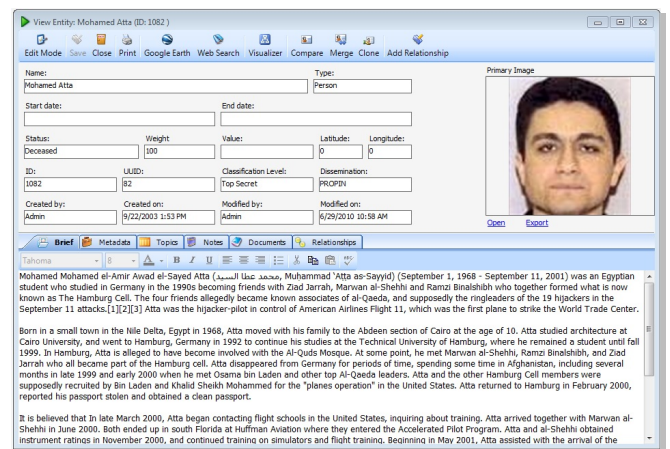 View Entity: Mohamed Atta (ID: 1082 )
Edit Mode Save Close Print Google Earth Web Search Visualizer Compare Merge Clone Add Relationship
Name: Type: Primary Image
Mohamed Atta Person
Start date: End date:
Status: Weight Value: Latitude: Longitude:
Deceased 100 0 0
ID: UUID: Classification Level: Dissemination:
1082 82 Top Secret PROPIN
Created by: Created on: Modified by: Modified on:
Admin 9/22/2003 1:53 PM Admin 6/29/2010 10:58 AM
Open Export
Brief Metadata Topics Notes Documents Relationships
Tahoma 8 A B I U ABC
Mohamed Mohamed el-Amir Awad el-Sayed Atta (محمد عطا السيد, Muhammad ‘Aṭṭa as-Sayyid) (September 1, 1968 - September 11, 2001) was an Egyptian
student who studied in Germany in the 1990s becoming friends with Ziad Jarrah, Marwan al-Shehhi and Ramzi Binalshibh who together formed what is now
known as The Hamburg Cell. The four friends allegedly became known associates of al-Qaeda, and supposedly the ringleaders of the 19 hijackers in the
September 11 attacks.[1][2][3] Atta was the hijacker-pilot in control of American Airlines Flight 11, which was the first plane to strike the World Trade Center.
Born in a small town in the Nile Delta, Egypt in 1968, Atta moved with his family to the Abdeen section of Cairo at the age of 10. Atta studied architecture at
Cairo University, and went to Hamburg, Germany in 1992 to continue his studies at the Technical University of Hamburg, where he remained a student until fall
1999. In Hamburg, Atta is alleged to have become involved with the Al-Quds Mosque. At some point, he met Marwan al-Shehhi, Ramzi Binalshibh, and Ziad
Jarrah who all became part of the Hamburg cell. Atta disappeared from Germany for periods of time, spending some time in Afghanistan, including several
months in late 1999 and early 2000 when he met Osama bin Laden and other top Al-Qaeda leaders. Atta and the other Hamburg Cell members were
supposedly recruited by Bin Laden and Khalid Sheikh Mohammed for the "planes operation" in the United States. Atta returned to Hamburg in February 2000,
reported his passport stolen and obtained a clean passport.
It is believed that In late March 2000, Atta began contacting flight schools in the United States, inquiring about training. Atta arrived together with Marwan al-
Shehhi in June 2000. Both ended up in south Florida at Huffman Aviation where they entered the Accelerated Pilot Program. Atta and al-Shehhi obtained
instrument ratings in November 2000, and continued training on simulators and flight training. Beginning in May 2001, Atta assisted with the arrival of the